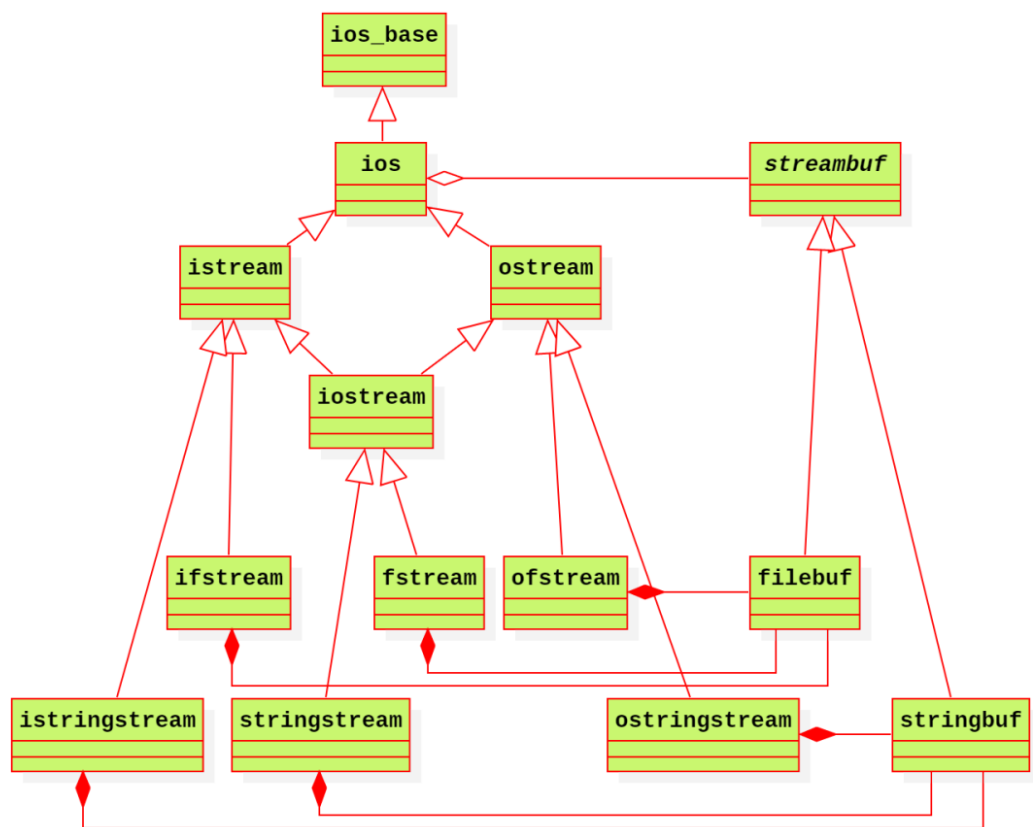 ios_base
ios
streambuf
istream
ostream
iostream
ifstream
fstream
ofstream
filebuf
istringstream
stringstream
ostringstream
stringbuf